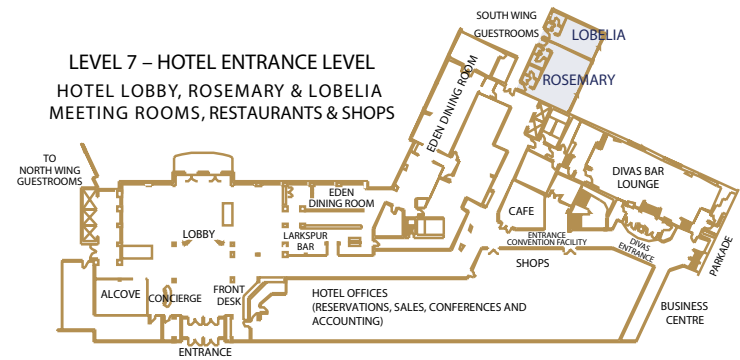 SOUTH WING
GUESTROOMS
LOBELIA
LEVEL 7 – HOTEL ENTRANCE LEVEL
HOTEL LOBBY, ROSEMARY & LOBELIA
MEETING ROOMS, RESTAURANTS & SHOPS
ROSEMARY
EDEN DINING ROOM
TO
NORTH WING
GUESTROOMS
DIVAS BAR
LOUNGE
EDEN
DINING ROOM
CAFE
LOBBY
LARKSPUR
BAR
ENTRANCE
CONVENTION FACILITY
DIVAS
ENTRANCE
SHOPS
PARKADE
ALCOVE
CONCIERGE
FRONT
DESK
HOTEL OFFICES
(RESERVATIONS, SALES, CONFERENCES AND
ACCOUNTING)
BUSINESS
CENTRE
ENTRANCE